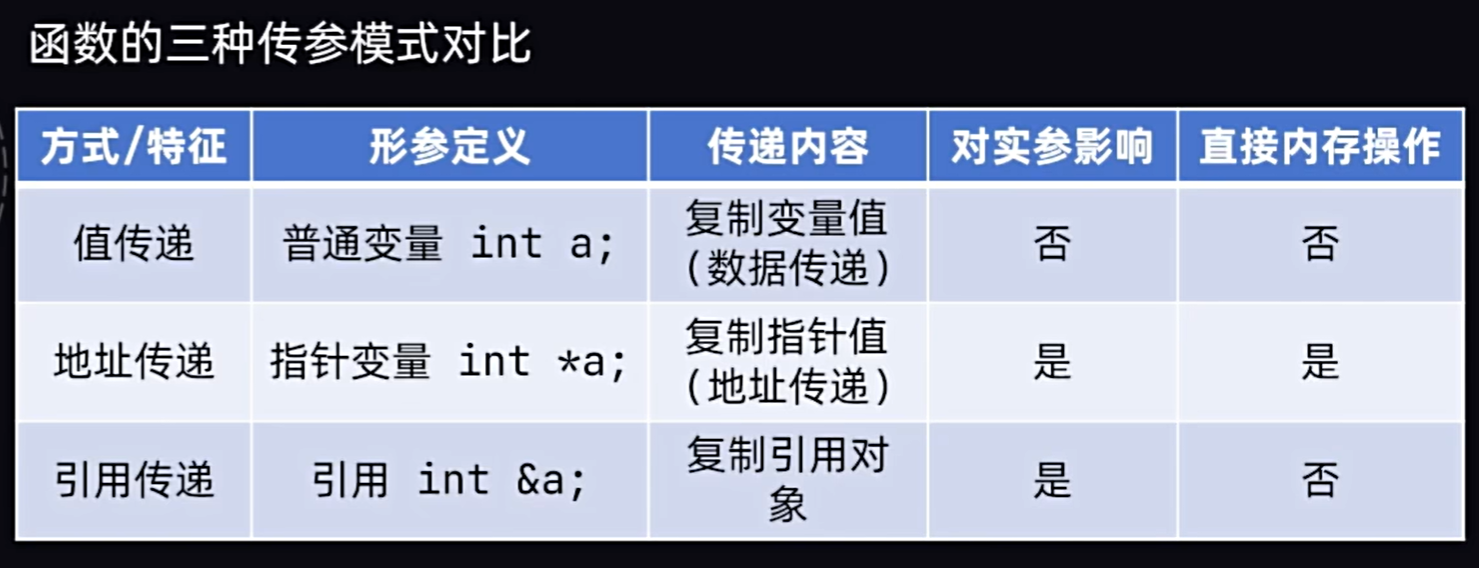 函数的三种传参模式对比
方式/特征 形参定义 传递内容 对实参影响 直接内存操作
值传递 普通变量 int a; 复制变量值 否 否
(数据传递)
地址传递 指针变量 int *a; 复制指针值 是 是
(地址传递)
引用传递 引用 int &a; 复制引用对 是 否
象